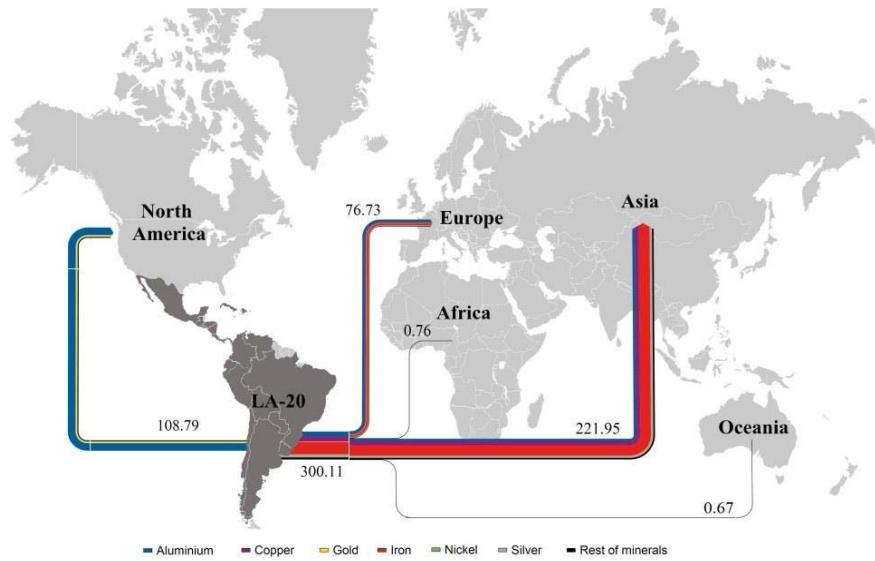 North
America
76.73
Europe
Asia
Africa
0.76
LA-20
108.79
221.95
Oceania
300.11
0.67
Aluminium
Copper
Gold
Iron
Nickel
Silver
Rest of minerals